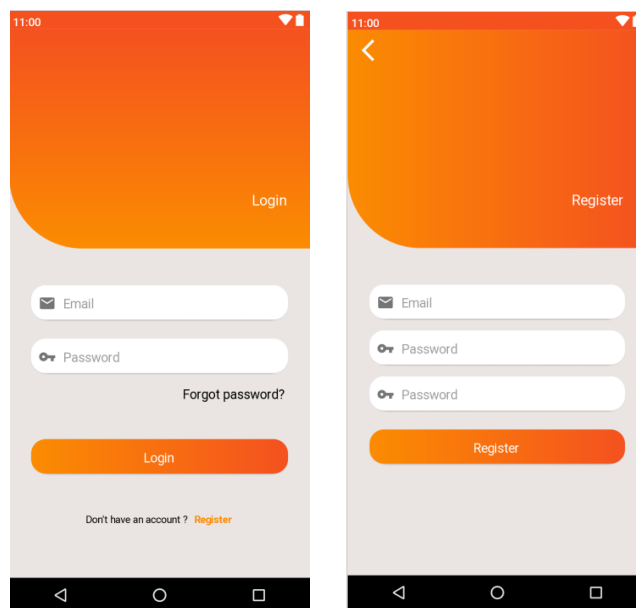 11:00
Login
Email
Password
Forgot password?
Login
Don't have an account ? Register
11:00
Register
Email
Password
Password
Register